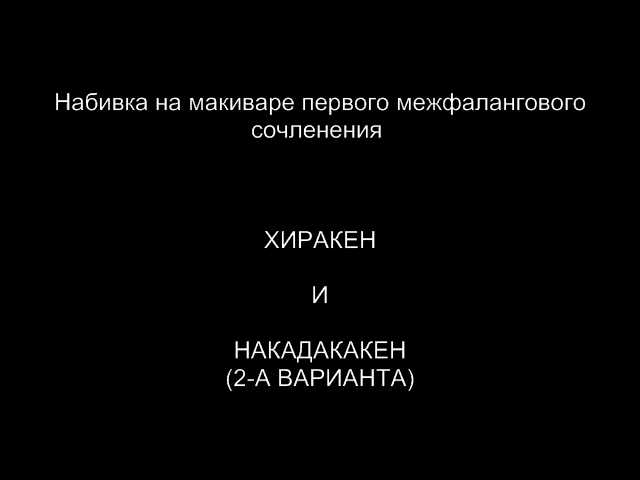 Набивка на макиваре первого межфалангового
сочленения
ХИРАКЕН
И
НАКАДАКАКЕН
(2-А ВАРИАНТА)